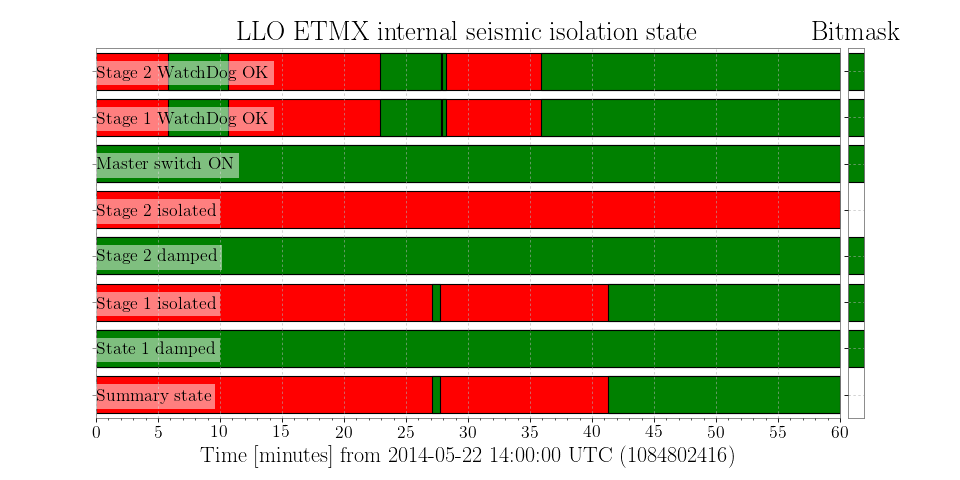 LLO ETMX internal seismic isolation state
Bitmask
Stage 2 WatchDog OK
Stage 1 WatchDog OK
Master switch ON
Stage 2 isolated
Stage 2 damped
Stage 1 isolated
State 1 damped
Summary state
0 5 10 15 20 25 30 35 40 45 50 55 60
Time [minutes] from 2014-05-22 14:00:00 UTC (1084802416)